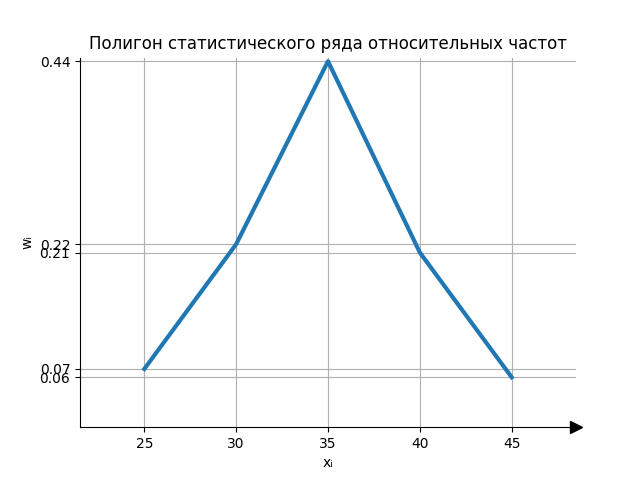 Полигон статистического ряда относительных частот
0.44
0.22
0.21
0.07
0.06
wᵢ
25 30 35 40 45
xᵢ